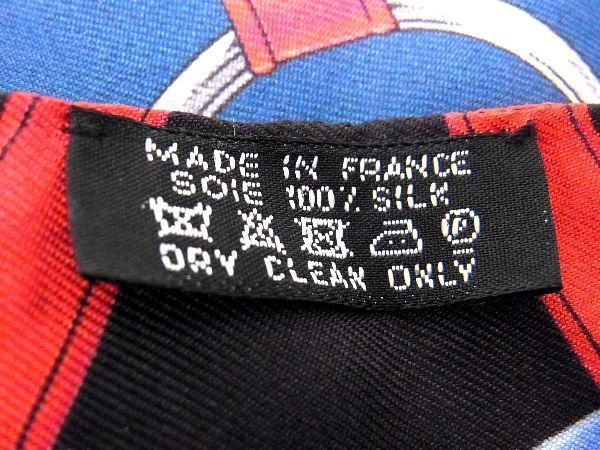 MADE IN FRANCE
SOIE 100% SILK
P
DRY CLEAN ONLY